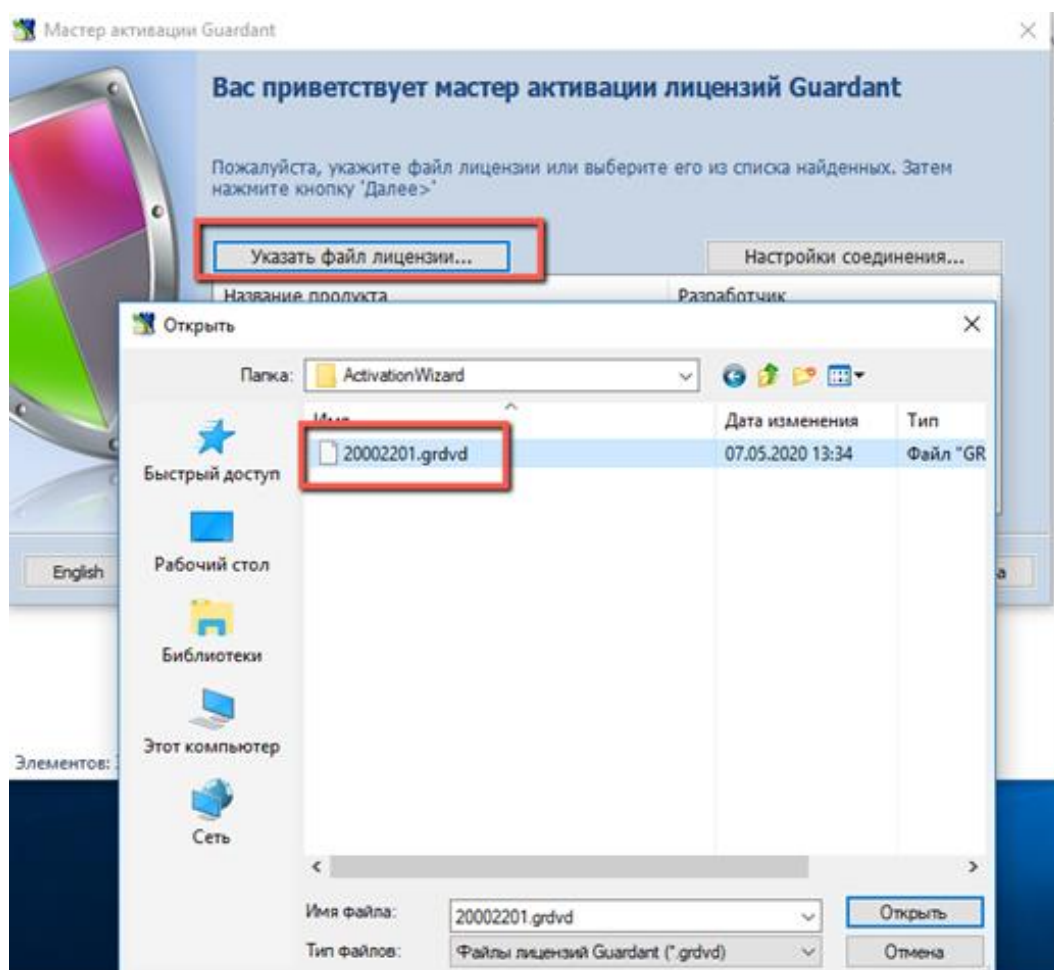 Мастер активации Guardant
Вас приветствует мастер активации лицензий Guardant
Пожалуйста, укажите файл лицензии или выберите его из списка найденных. Затем
нажмите кнопку 'Далее>'
Указать файл лицензии...
Настройки соединения...
Название продукта
Разработчик
Открыть
Папка:
ActivationWizard
Имя
Дата изменения
Тип
20002201.grdvd
07.05.2020 13:34
Файл "GR
Быстрый доступ
Рабочий стол
English
а
Библиотеки
Этот компьютер
Элементов:
Сеть
Имя файла:
20002201.grdvd
Открыть
Тип файлов:
Файлы лицензий Guardant (*.grdvd)
Отмена